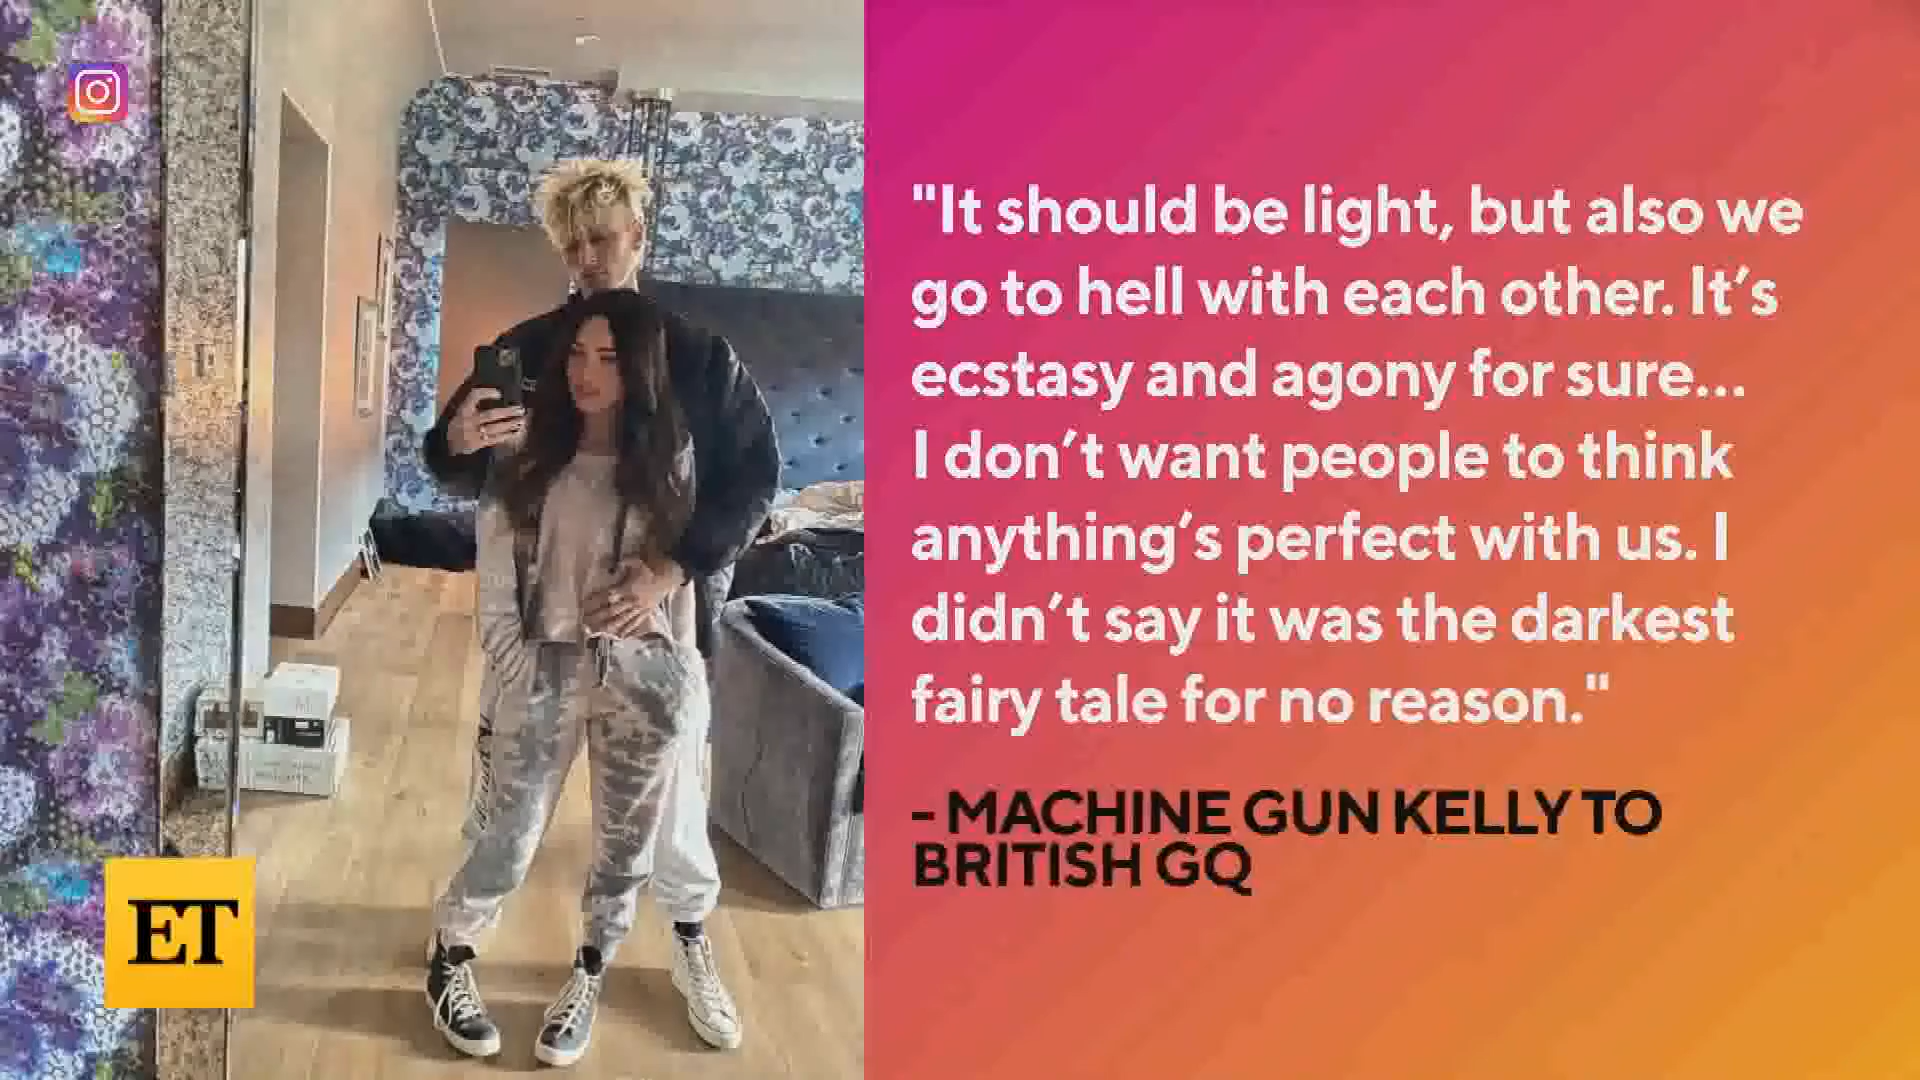 "It should be light, but also we
go to hell with each other. It's
ecstasy and agony for sure...
I don't want people to think
anything's perfect with us. I
didn't say it was the darkest
fairy tale for no reason."
- MACHINE GUN KELLY TO
BRITISH GQ
ET